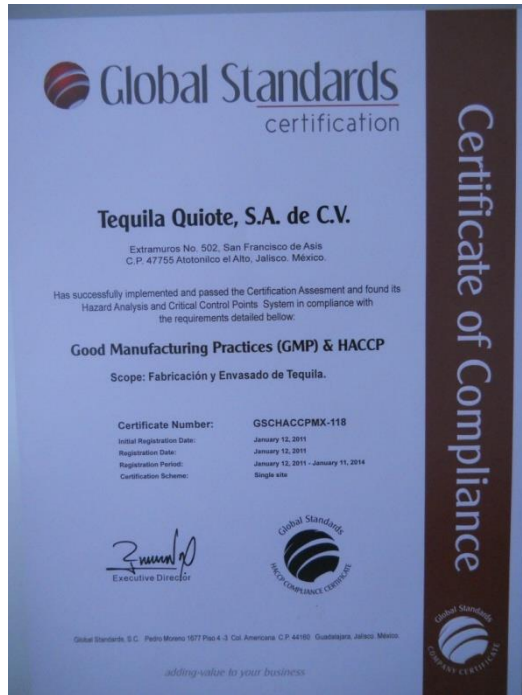 Global Standards
certification
Tequila Quiote, S.A. de C.V.
Extramuros No. 502, San Francisco de Asis
C.P. 47755 Atotonilco el Alto, Jalisco. México.
Has successfully implemented and passed the Certification Assesment and found its
Hazard Analysis and Critical Control Points System in compliance with
the requirements detailed bellow:
Good Manufacturing Practices (GMP) & HACCP
Scope: Fabricación y Envasado de Tequila.
Certificate Number: GSCHACCPMX-118
Initial Registration Date: January 12, 2011
Registration Date: January 12, 2011
Registration Period: January 12, 2011 - January 11, 2014
Certification Scheme: Single site
Executive Director
Global Standards
HACCP COMPLIANCE CERTIFICATE
Global Standards, S.C. Pedro Moreno 1677 Piso 4 -3 Col. Americana C.P. 44160 Guadalajara, Jalisco. México
adding-value to your business
Certificate of Compliance
Global Standards
COMPANY CERTIFICATE